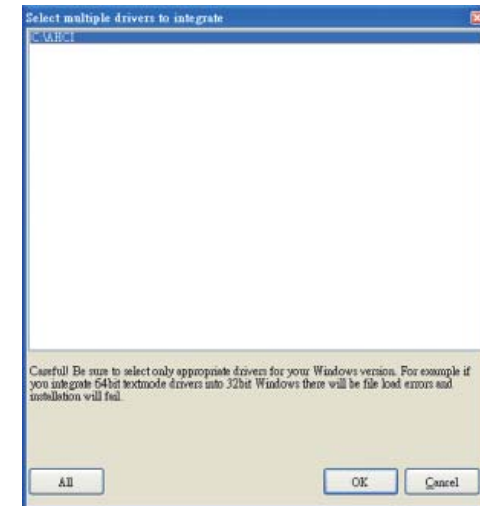 Select multiple drivers to integrate
C:\AHCI
Careful! Be sure to select only appropriate drivers for your Windows version. For example if
you integrate 64bit textmode drivers into 32bit Windows there will be file load errors and
installation will fail.
All OK Cancel